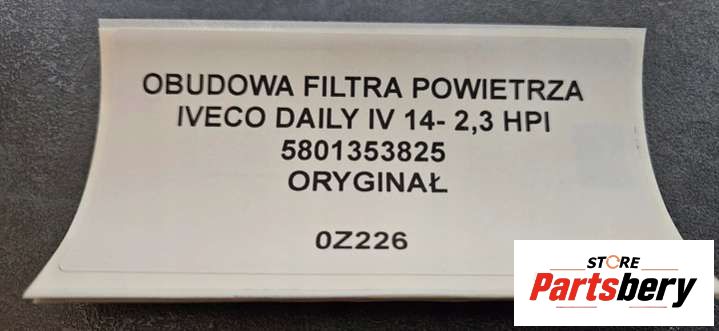 OBUDOWA FILTRA POWIETRZA
IVECO DAILY IV 14- 2,3 HPI
5801353825
ORYGINAŁ
0Z226
STORE
Partsbery